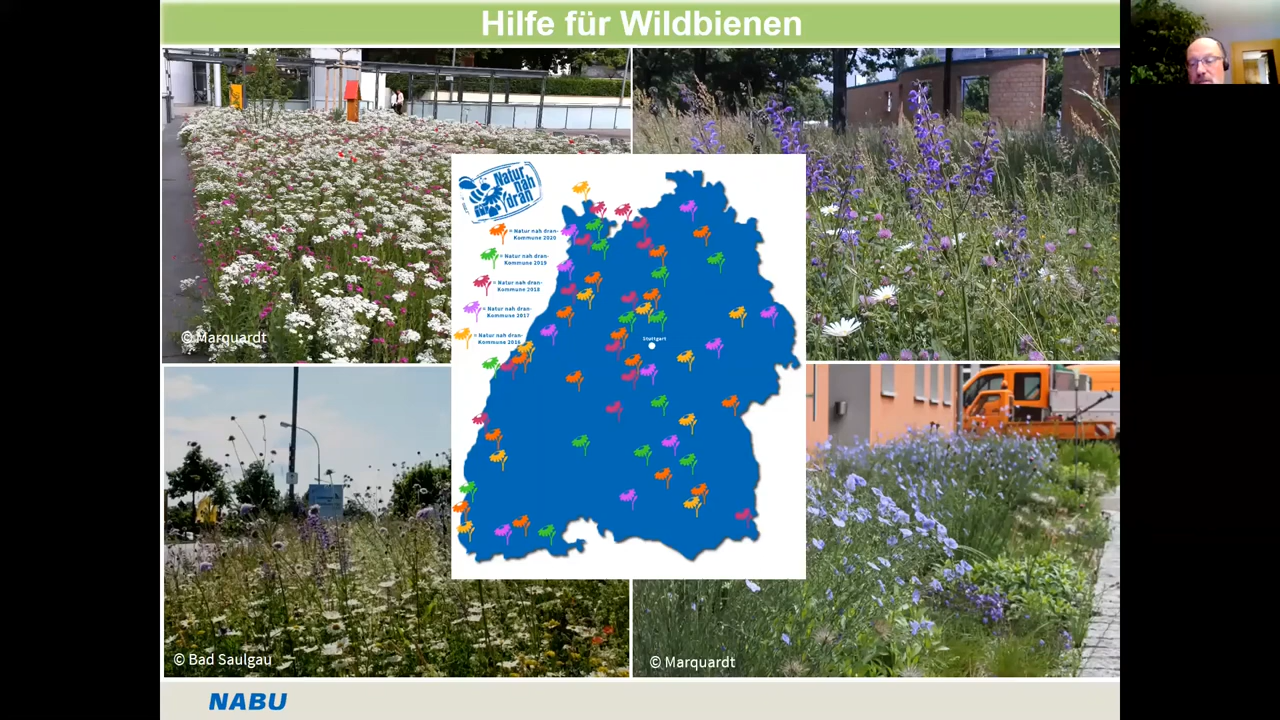 Hilfe für Wildbienen
Natur
nah
dran
= Natur nah dran-
Kommune 2020
= Natur nah dran-
Kommune 2019
= Natur nah dran-
Kommune 2018
= Natur nah dran-
Kommune 2017
= Natur nah dran-
Kommune 2016
Stuttgart
© Marquardt
© Bad Saulgau
© Marquardt
NABU